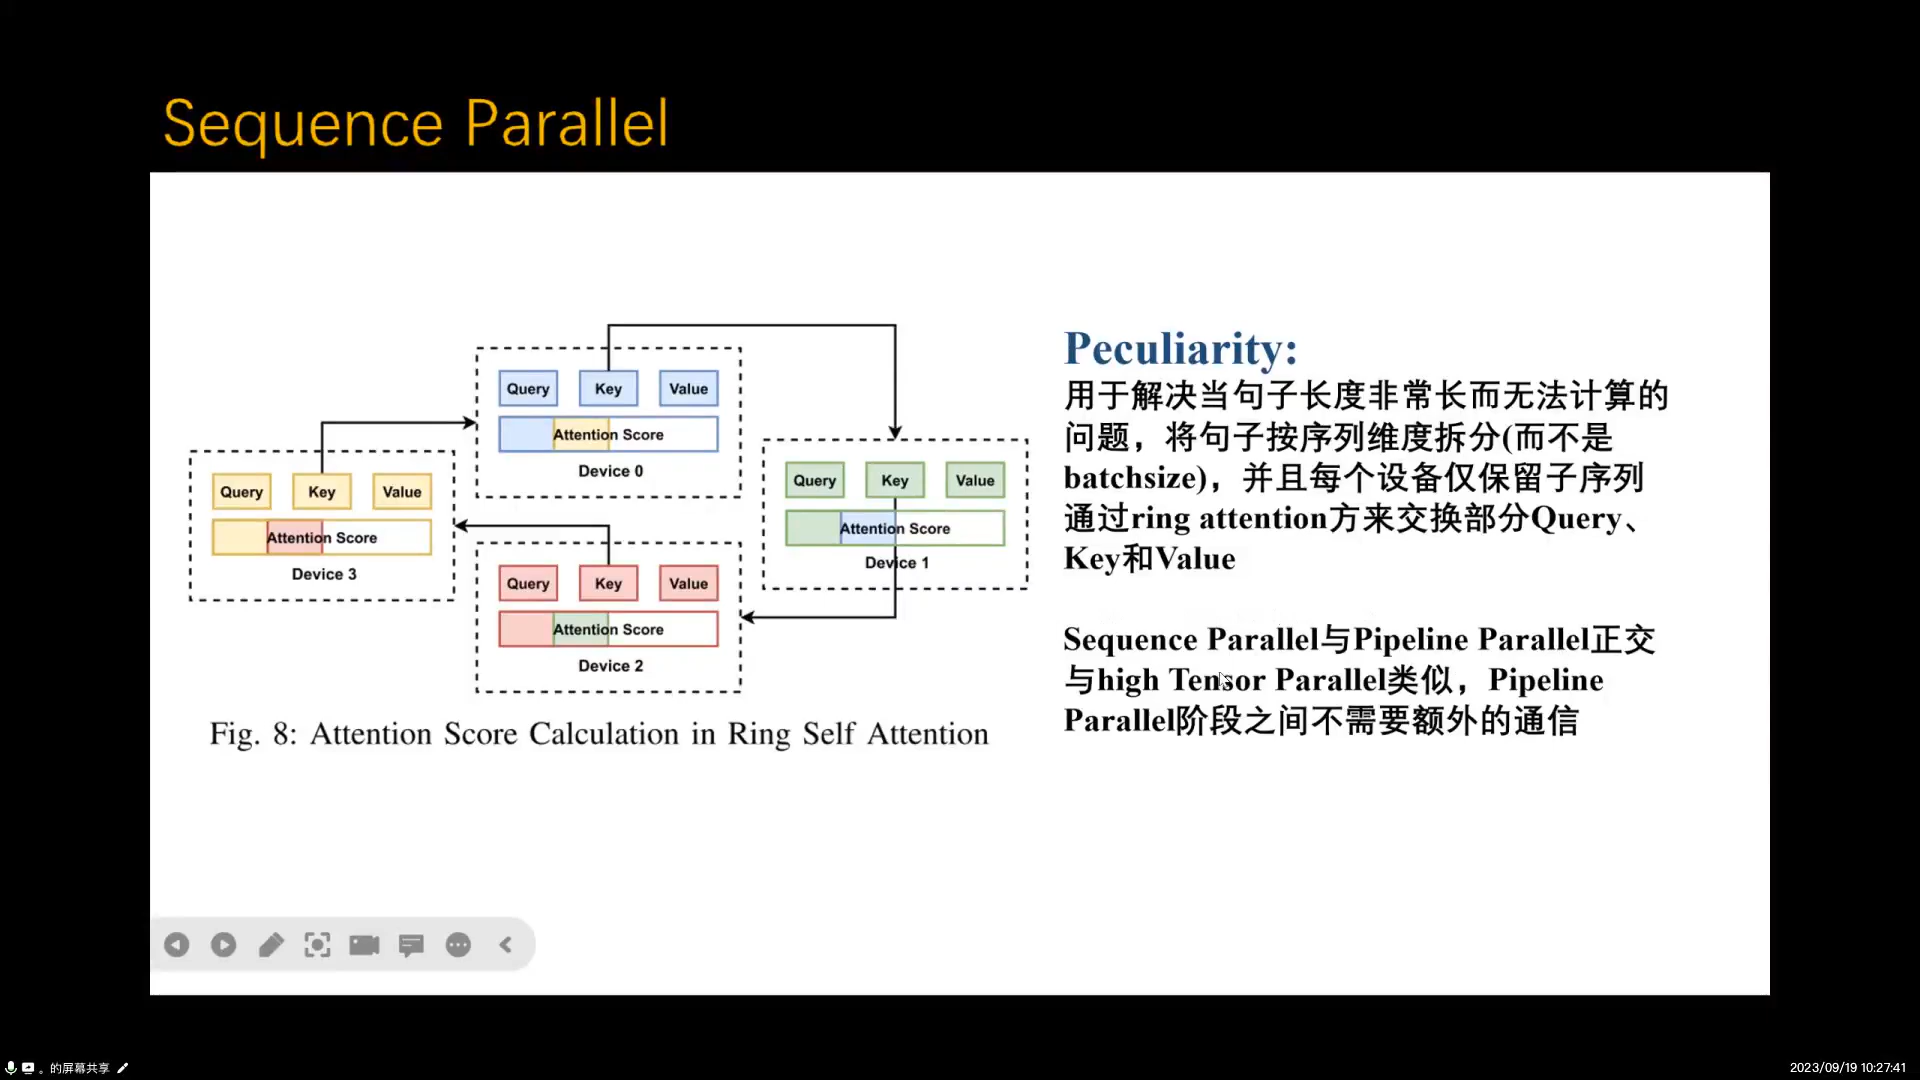 Sequence Parallel
Query Key Value
Attention Score
Device 0
Query Key Value
Attention Score
Device 1
Query Key Value
Attention Score
Device 3
Query Key Value
Attention Score
Device 2
Fig. 8: Attention Score Calculation in Ring Self Attention
Peculiarity:
用于解决当句子长度非常长而无法计算的
问题，将句子按序列维度拆分(而不是
batchsize)，并且每个设备仅保留子序列
通过ring attention方来交换部分Query、
Key和Value
Sequence Parallel与Pipeline Parallel正交
与high Tensor Parallel类似，Pipeline
Parallel阶段之间不需要额外的通信
。的屏幕共享
2023/09/19 10:27:41